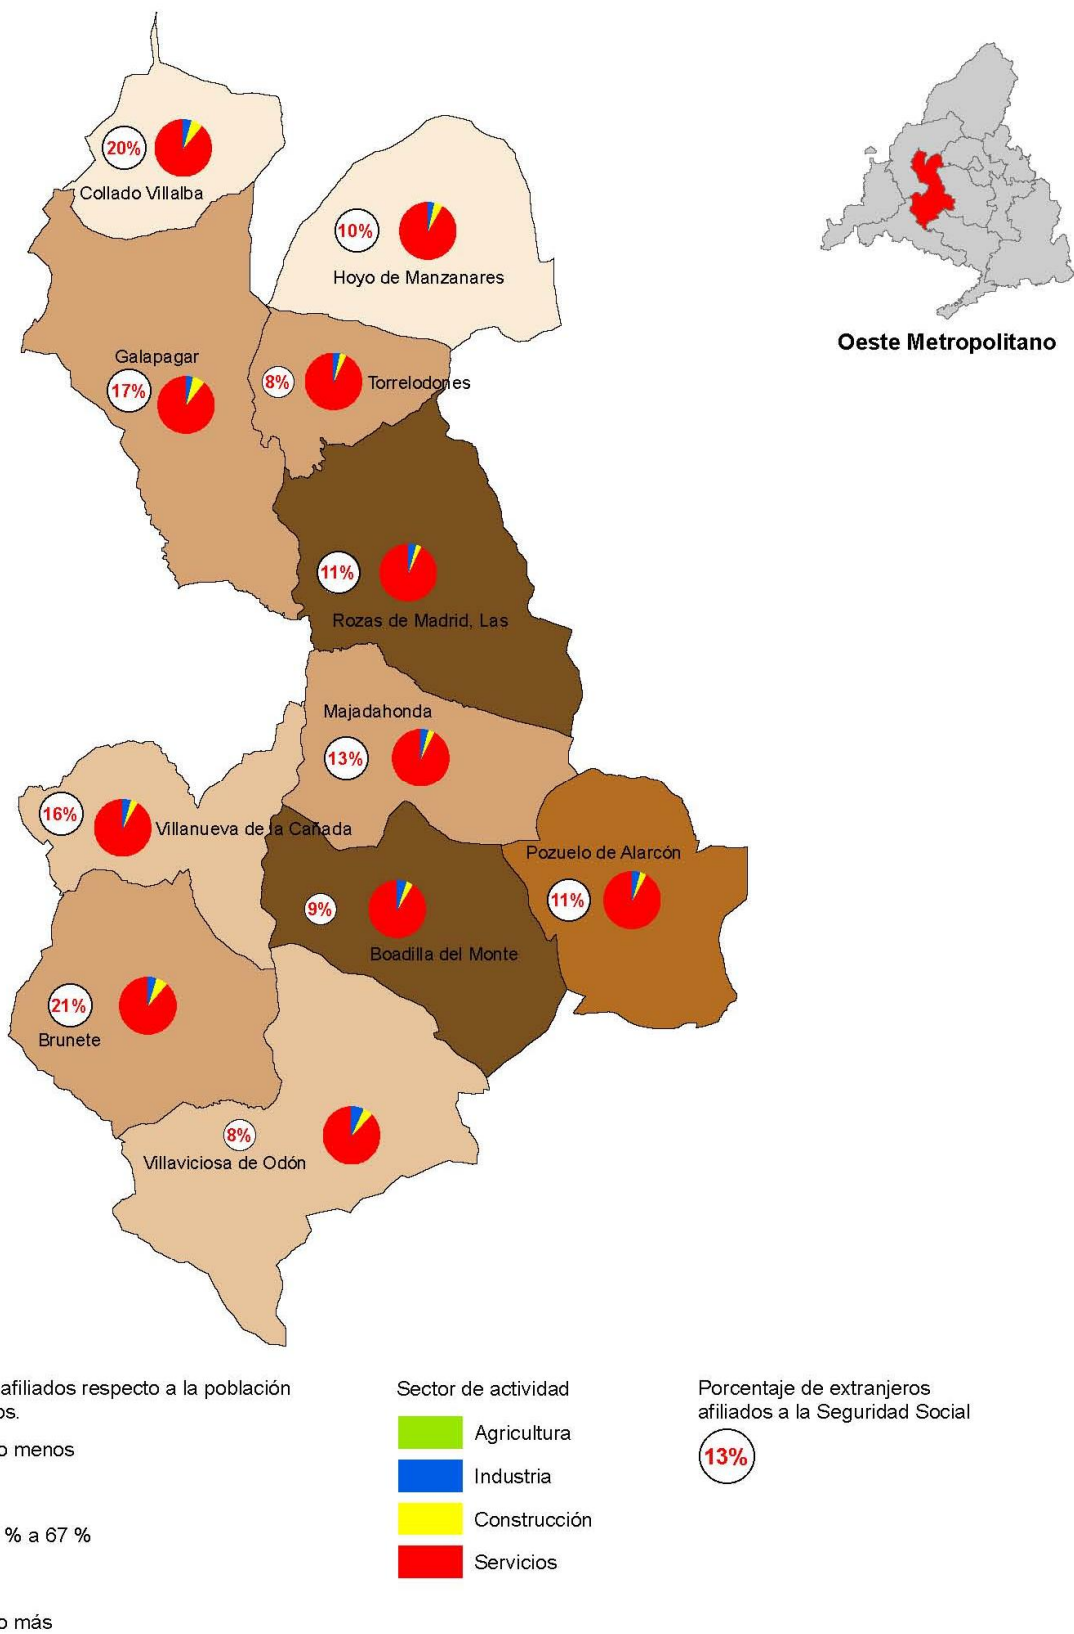 20%
Collado Villalba
10%
Hoyo de Manzanares
Oeste Metropolitano
Galapagar
17%
8%
Torrelodones
11%
Rozas de Madrid, Las
Majadahonda
13%
16%
Villanueva de la Cañada
Pozuelo de Alarcón
11%
9%
Boadilla del Monte
21%
Brunete
8%
Villaviciosa de Odón
afiliados respecto a la población
os.
o menos
% a 67 %
o más
Sector de actividad
Agricultura
Industria
Construcción
Servicios
Porcentaje de extranjeros
afiliados a la Seguridad Social
13%